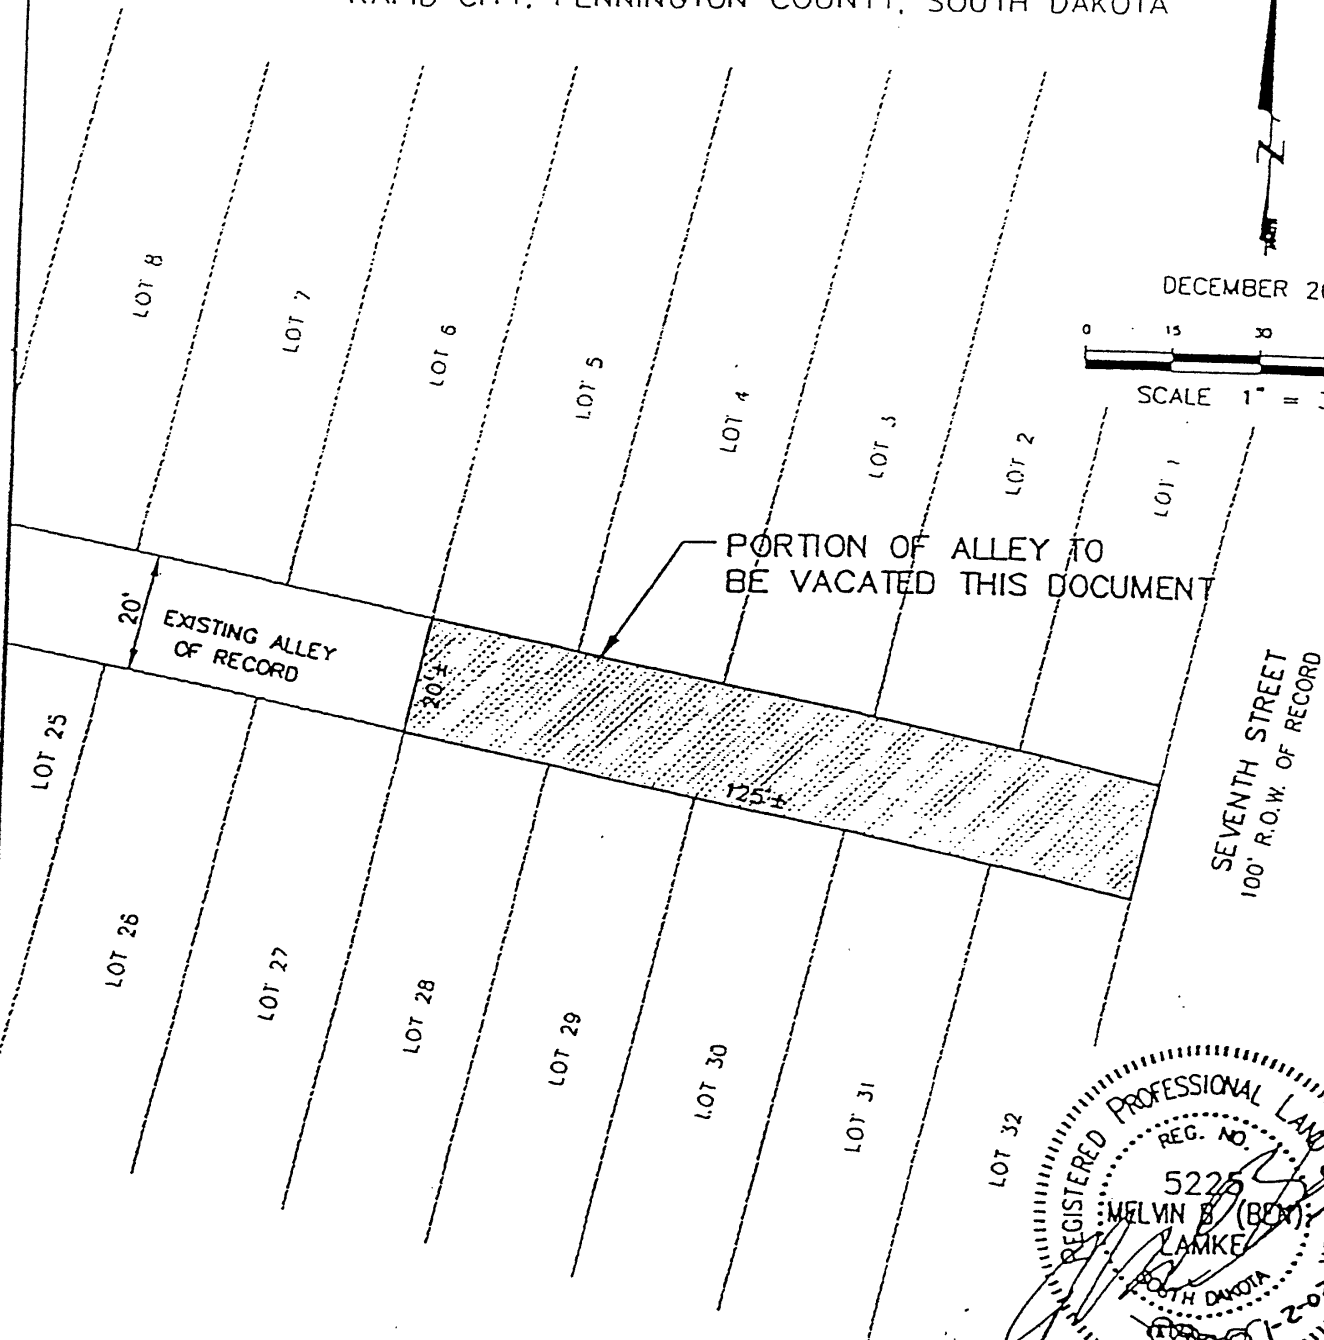 RAPID CITY, PENNINGTON COUNTY, SOUTH DAKOTA
N
DECEMBER
0 15 30
SCALE 1" =
LOT 8
LOT 7
LOT 6
LOT 5
LOT 4
LOT 3
LOT 2
LOT 1
PORTION OF ALLEY TO
BE VACATED THIS DOCUMENT
20'
EXISTING ALLEY
OF RECORD
20'±
125'±
SEVENTH STREET
100' R.O.W. OF RECORD
LOT 25
LOT 26
LOT 27
LOT 28
LOT 29
LOT 30
LOT 31
LOT 32
REGISTERED PROFESSIONAL LAND
REG. NO.
5225
MELVIN B (BEN)
LAMKE
SOUTH DAKOTA